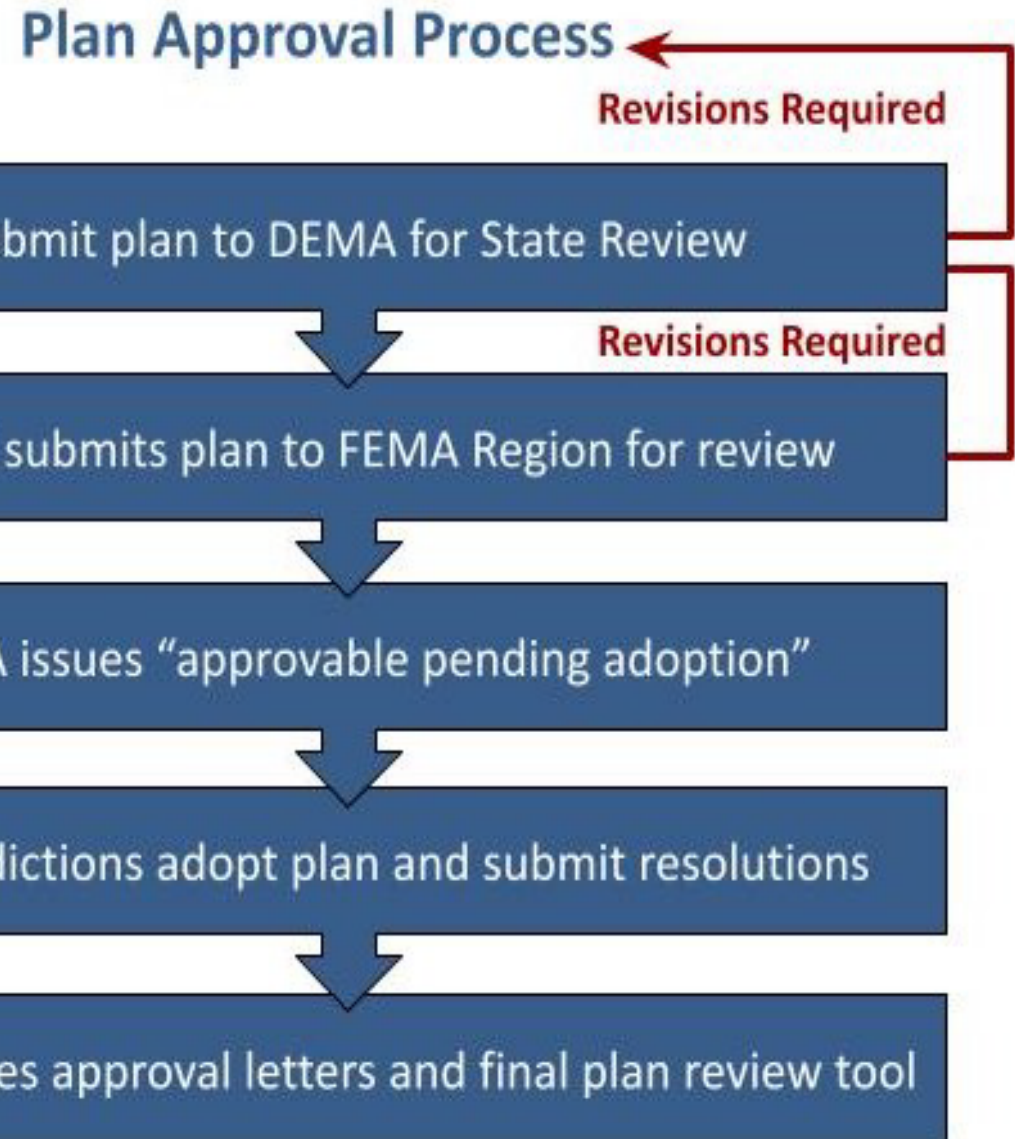 Plan Approval Process
Revisions Required
bmit plan to DEMA for State Review
Revisions Required
submits plan to FEMA Region for review
issues “approvable pending adoption”
dictions adopt plan and submit resolutions
es approval letters and final plan review tool